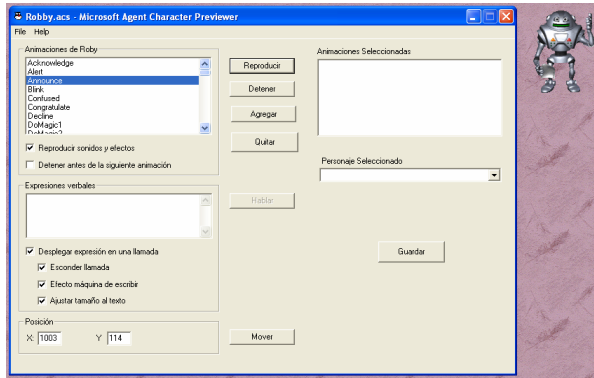 Robby.acs - Microsoft Agent Character Previewer
File Help
Animaciones de Roby
Acknowledge
Alert
Announce
Blink
Confused
Congratulate
Decline
DoMagic1
DoMagic2
Reproducir sonidos y efectos
Detener antes de la siguiente animación
Reproducir
Detener
Agregar
Quitar
Animaciones Seleccionadas
Personaje Seleccionado
Expresiones verbales
Hablar
Desplegar expresión en una llamada
Esconder llamada
Efecto máquina de escribir
Ajustar tamaño al texto
Guardar
Posición
X: 1003 Y 114
Mover